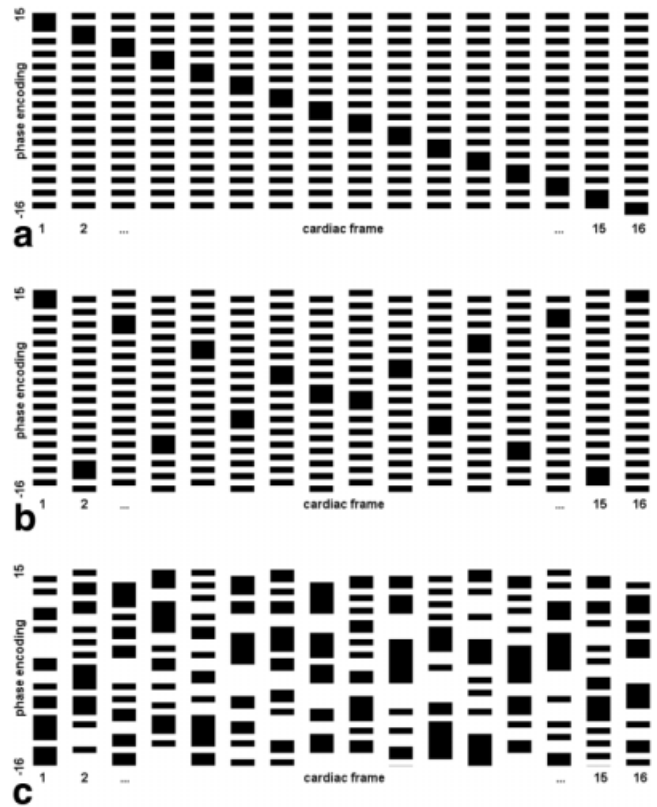 15
phase encoding
-16
1 2 ... cardiac frame ... 15 16
a
15
phase encoding
-16
1 2 ... cardiac frame ... 15 16
b
15
phase encoding
-16
1 2 ... cardiac frame ... 15 16
c